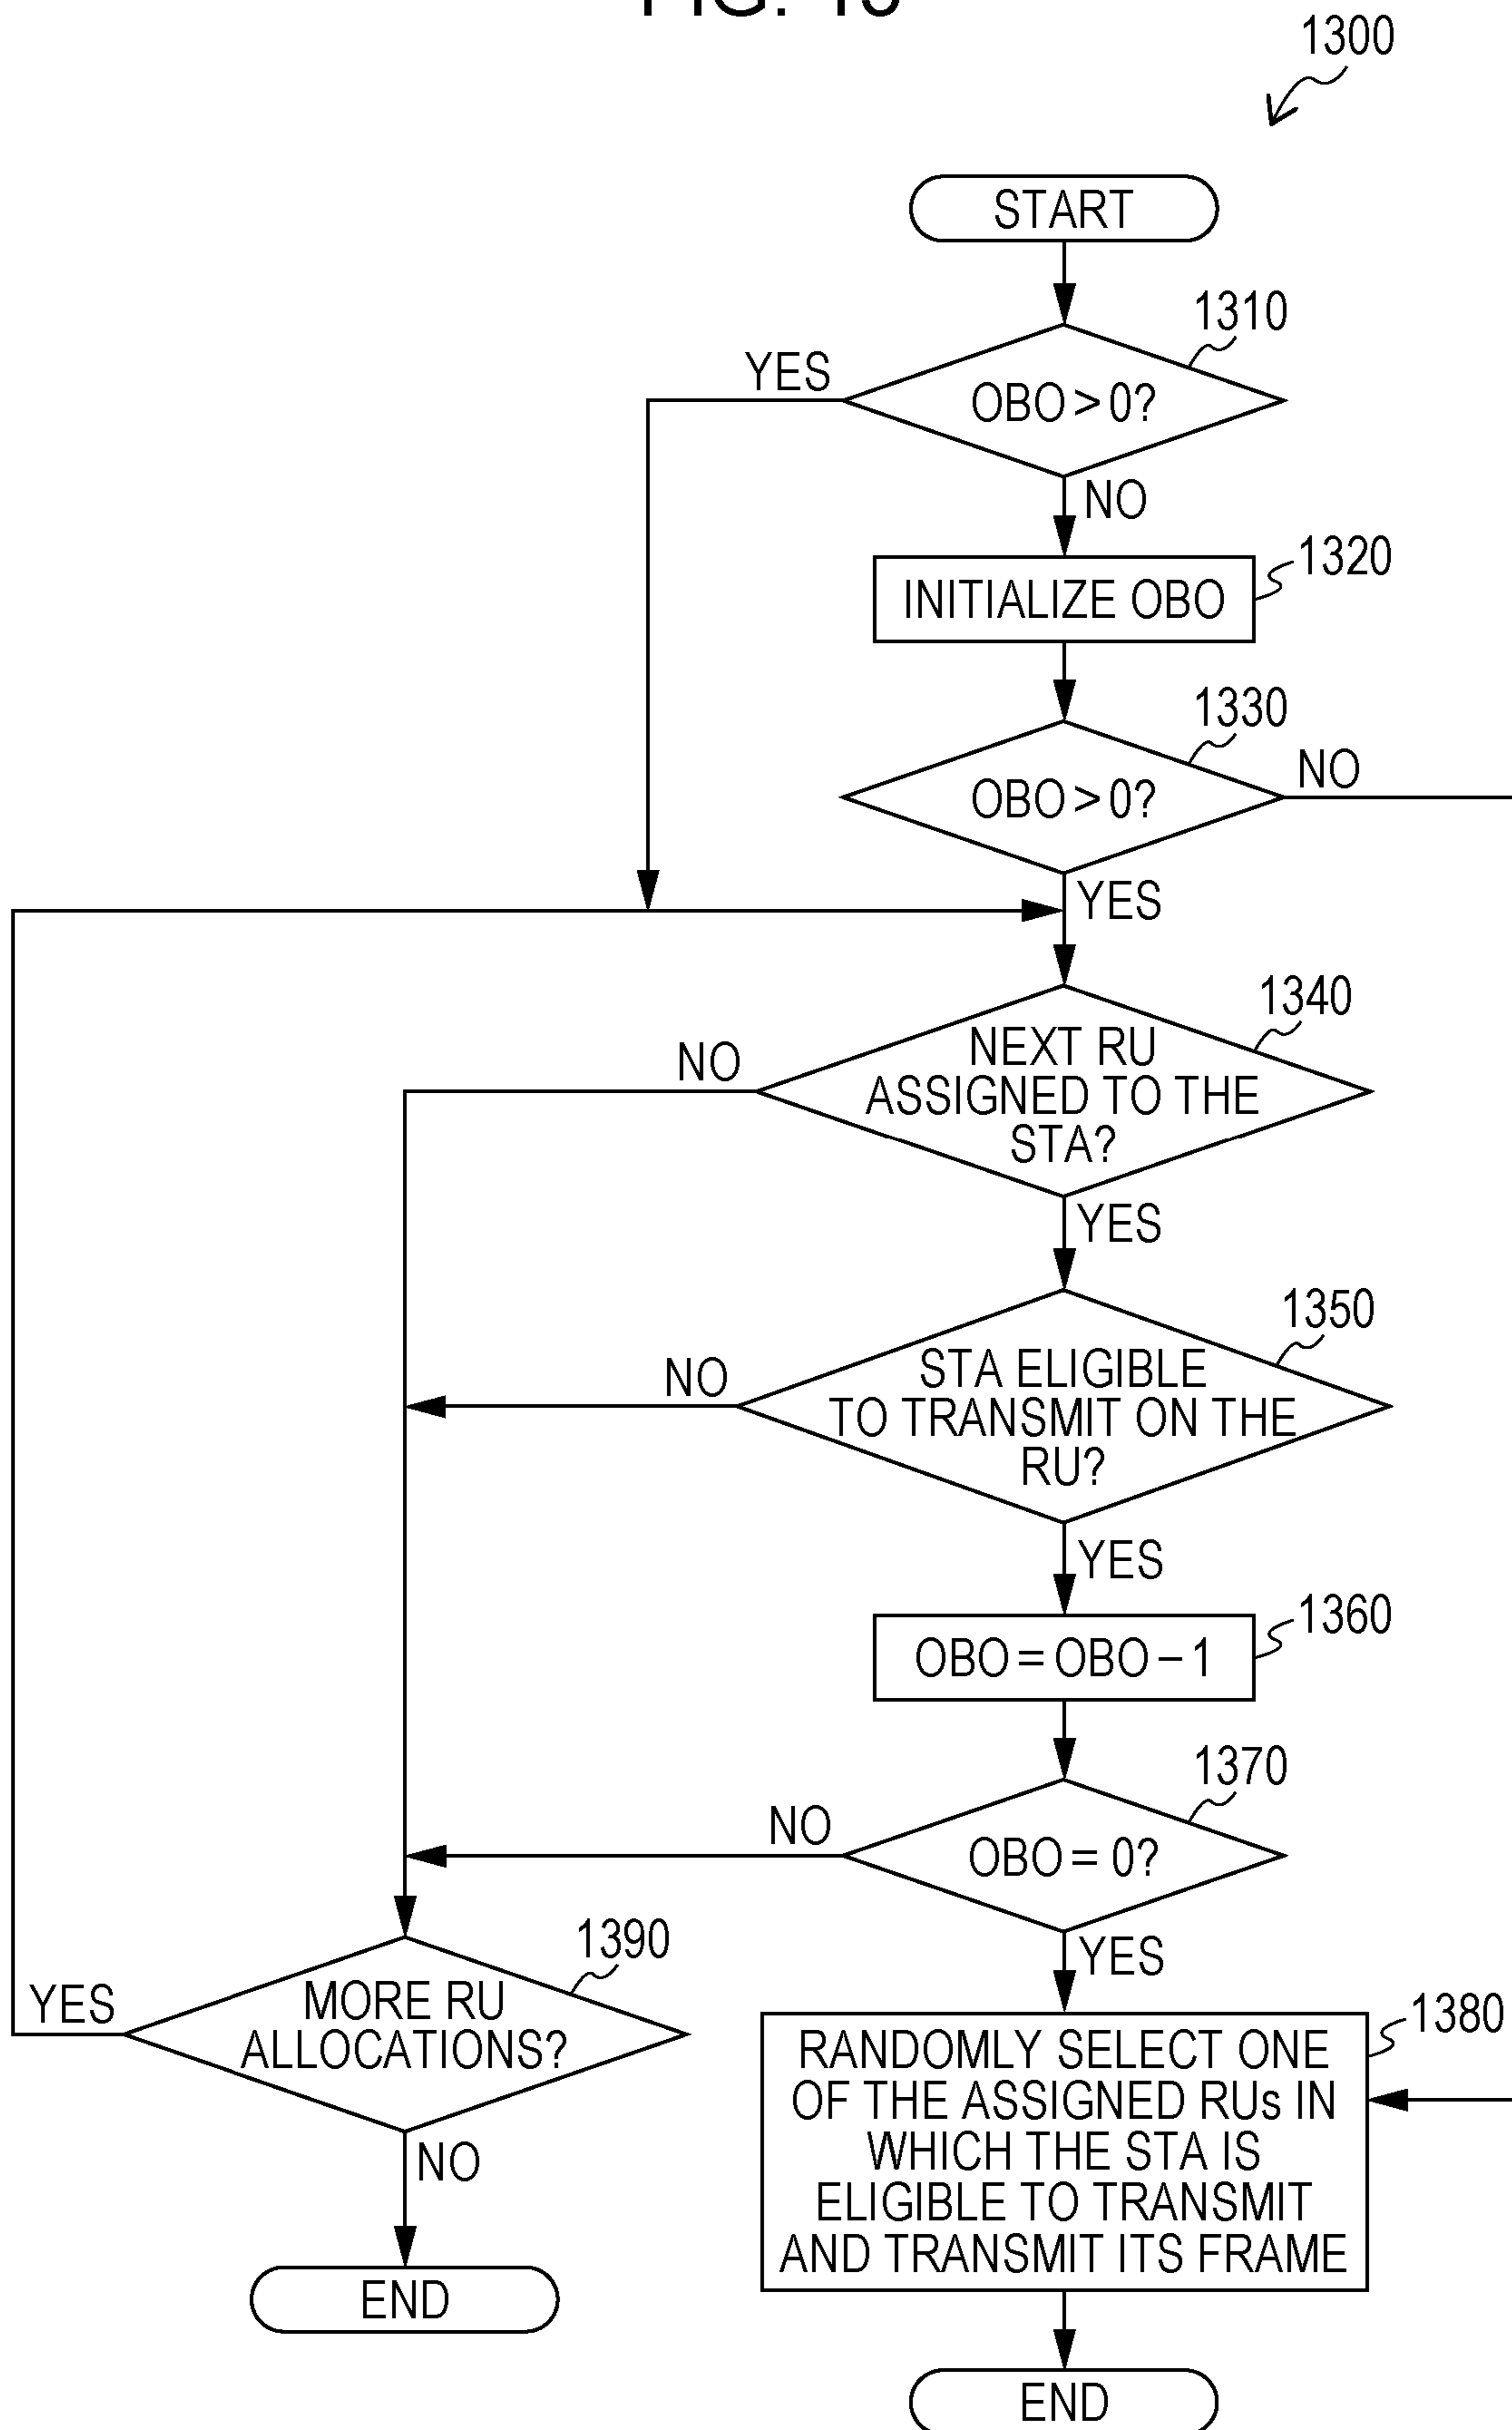 1300
START
1310
YES
OBO > 0?
NO
1320
INITIALIZE OBO
1330
NO
OBO > 0?
YES
1340
NO
NEXT RU
ASSIGNED TO THE
STA?
YES
1350
NO
STA ELIGIBLE
TO TRANSMIT ON THE
RU?
YES
1360
OBO = OBO – 1
1370
NO
OBO = 0?
YES
1390
YES
MORE RU
ALLOCATIONS?
NO
END
1380
RANDOMLY SELECT ONE
OF THE ASSIGNED RUs IN
WHICH THE STA IS
ELIGIBLE TO TRANSMIT
AND TRANSMIT ITS FRAME
END